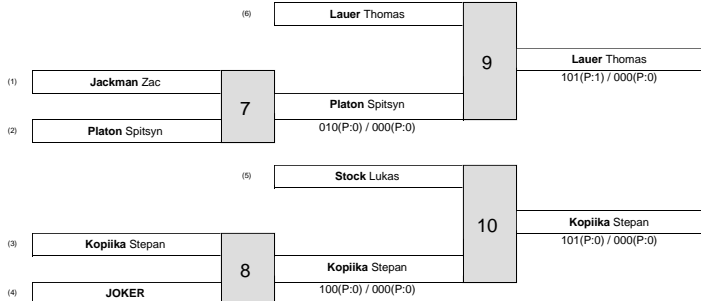 (6) Lauer Thomas
9
Lauer Thomas
101(P:1) / 000(P:0)
(1) Jackman Zac
7
Platon Spitsyn
010(P:0) / 000(P:0)
(2) Platon Spitsyn
(5) Stock Lukas
10
Kopiika Stepan
101(P:0) / 000(P:0)
(3) Kopiika Stepan
8
Kopiika Stepan
100(P:0) / 000(P:0)
(4) JOKER